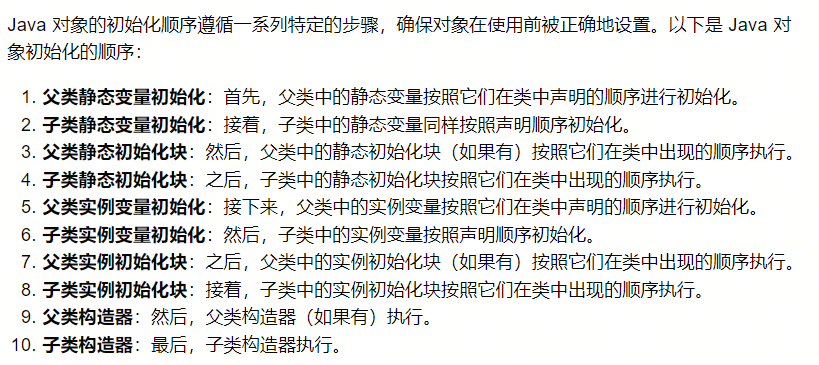 Java 对象的初始化顺序遵循一系列特定的步骤，确保对象在使用前被正确地设置。以下是 Java 对
象初始化的顺序：
1. 父类静态变量初始化：首先，父类中的静态变量按照它们在类中声明的顺序进行初始化。
2. 子类静态变量初始化：接着，子类中的静态变量同样按照声明顺序初始化。
3. 父类静态初始化块：然后，父类中的静态初始化块（如果有）按照它们在类中出现的顺序执行。
4. 子类静态初始化块：之后，子类中的静态初始化块按照它们在类中出现的顺序执行。
5. 父类实例变量初始化：接下来，父类中的实例变量按照它们在类中声明的顺序进行初始化。
6. 子类实例变量初始化：然后，子类中的实例变量按照声明顺序初始化。
7. 父类实例初始化块：之后，父类中的实例初始化块（如果有）按照它们在类中出现的顺序执行。
8. 子类实例初始化块：接着，子类中的实例初始化块按照它们在类中出现的顺序执行。
9. 父类构造器：然后，父类构造器（如果有）执行。
10. 子类构造器：最后，子类构造器执行。